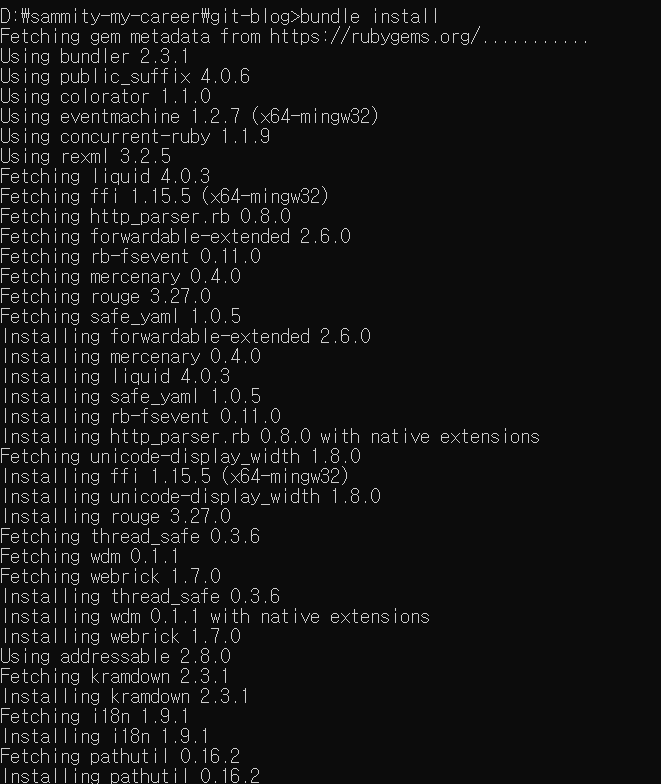 D:₩sammity-my-career₩git-blog>bundle install
Fetching gem metadata from https://rubygems.org/...........
Using bundler 2.3.1
Using public_suffix 4.0.6
Using colorator 1.1.0
Using eventmachine 1.2.7 (x64-mingw32)
Using concurrent-ruby 1.1.9
Using rexml 3.2.5
Fetching liquid 4.0.3
Fetching ffi 1.15.5 (x64-mingw32)
Fetching http_parser.rb 0.8.0
Fetching forwardable-extended 2.6.0
Fetching rb-fsevent 0.11.0
Fetching mercenary 0.4.0
Fetching rouge 3.27.0
Fetching safe_yaml 1.0.5
Installing forwardable-extended 2.6.0
Installing mercenary 0.4.0
Installing liquid 4.0.3
Installing safe_yaml 1.0.5
Installing rb-fsevent 0.11.0
Installing http_parser.rb 0.8.0 with native extensions
Fetching unicode-display_width 1.8.0
Installing ffi 1.15.5 (x64-mingw32)
Installing unicode-display_width 1.8.0
Installing rouge 3.27.0
Fetching thread_safe 0.3.6
Fetching wdm 0.1.1
Fetching webrick 1.7.0
Installing thread_safe 0.3.6
Installing wdm 0.1.1 with native extensions
Installing webrick 1.7.0
Using addressable 2.8.0
Fetching kramdown 2.3.1
Installing kramdown 2.3.1
Fetching i18n 1.9.1
Installing i18n 1.9.1
Fetching pathutil 0.16.2
Installing pathutil 0.16.2